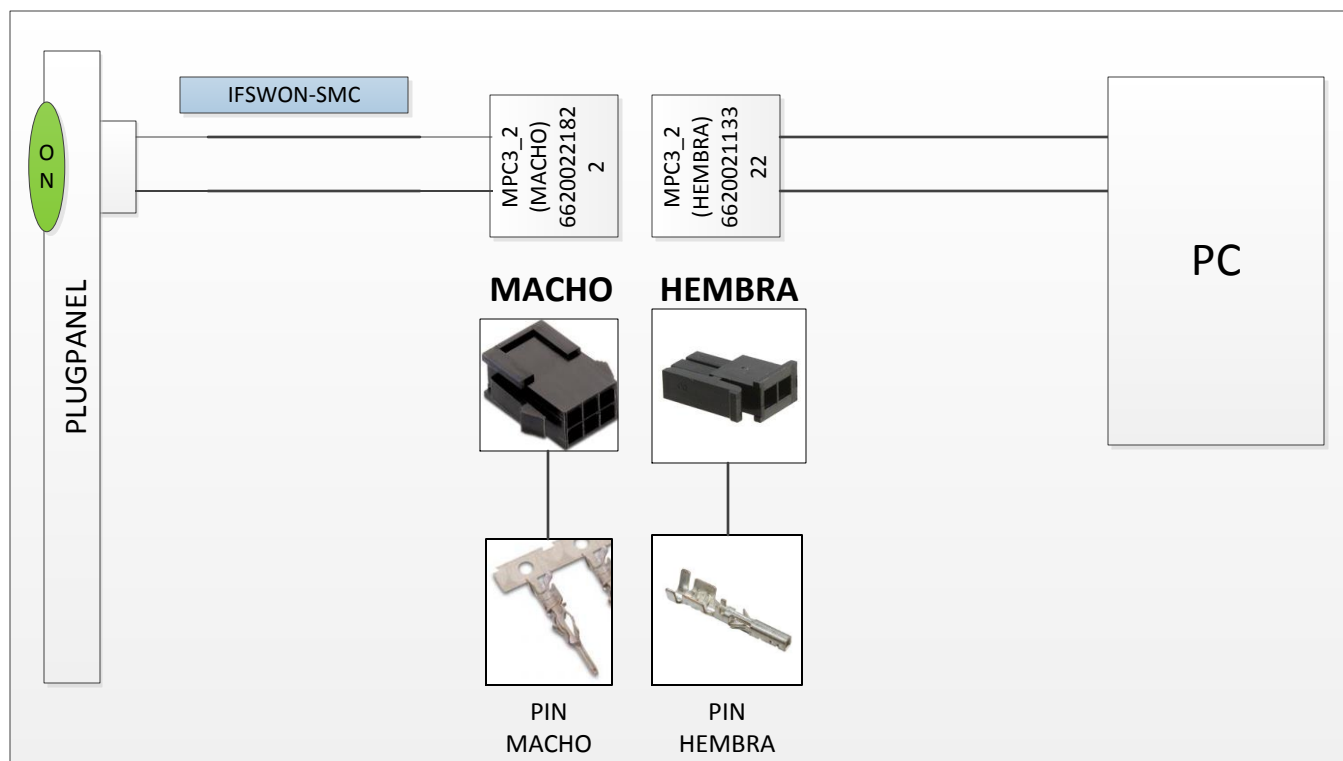 IFSWON-SMC
O
N
PLUGPANEL
MPC3_2
(MACHO)
6620022182
2
MPC3_2
(HEMBRA)
6620021133
22
PC
MACHO
HEMBRA
PIN
MACHO
PIN
HEMBRA